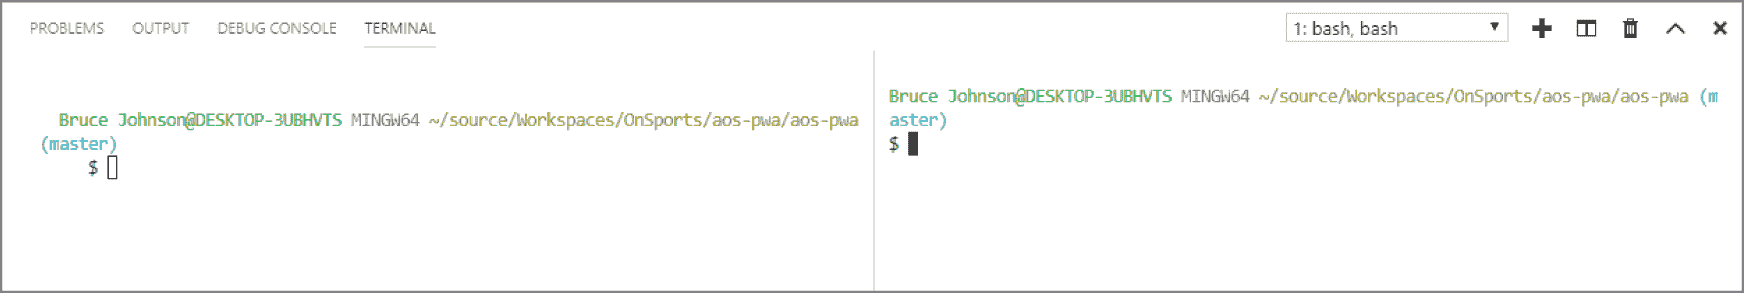 PROBLEMS OUTPUT DEBUG CONSOLE TERMINAL 1: bash, bash
Bruce Johnson@DESKTOP-3UBHVTS MINGW64 ~/source/Workspaces/OnSports/aos-pwa/aos-pwa
(master)
$
Bruce Johnson@DESKTOP-3UBHVTS MINGW64 ~/source/Workspaces/OnSports/aos-pwa/aos-pwa (m
aster)
$